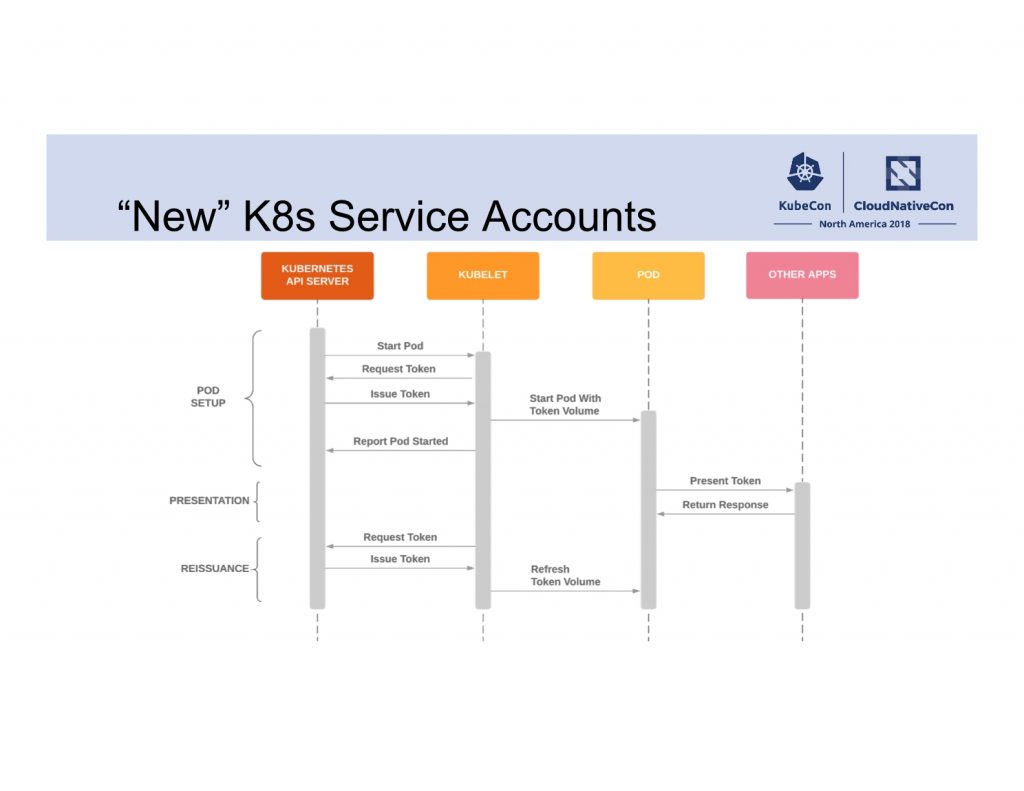 “New” K8s Service Accounts
KubeCon
CloudNativeCon
North America 2018
KUBERNETES
API SERVER
KUBELET
POD
OTHER APPS
POD
SETUP
Start Pod
Request Token
Issue Token
Start Pod With
Token Volume
Report Pod Started
PRESENTATION
Present Token
Return Response
REISSUANCE
Request Token
Issue Token
Refresh
Token Volume